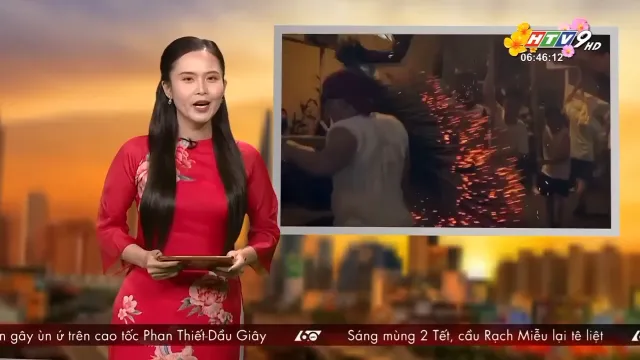 HTV9 HD
06:46:12
n gây ùn ứ trên cao tốc Phan Thiết-Dầu Giây
60
Sáng mùng 2 Tết, cầu Rạch Miễu lại tê liệt